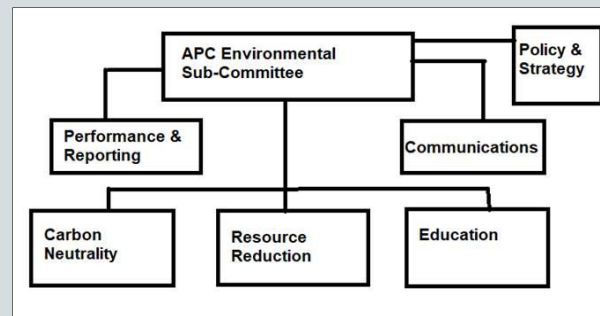 APC Environmental
Sub-Committee
Policy &
Strategy
Performance &
Reporting
Communications
Carbon
Neutrality
Resource
Reduction
Education